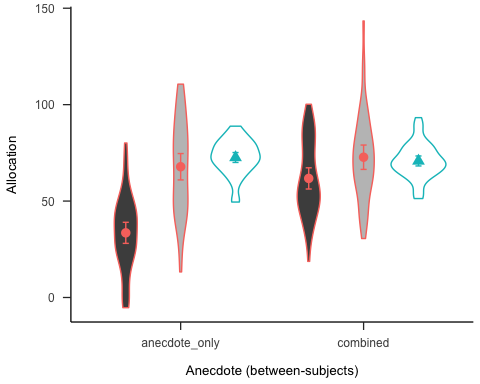 150
100
50
0
Allocation
anecdote_only
combined
Anecdote (between-subjects)